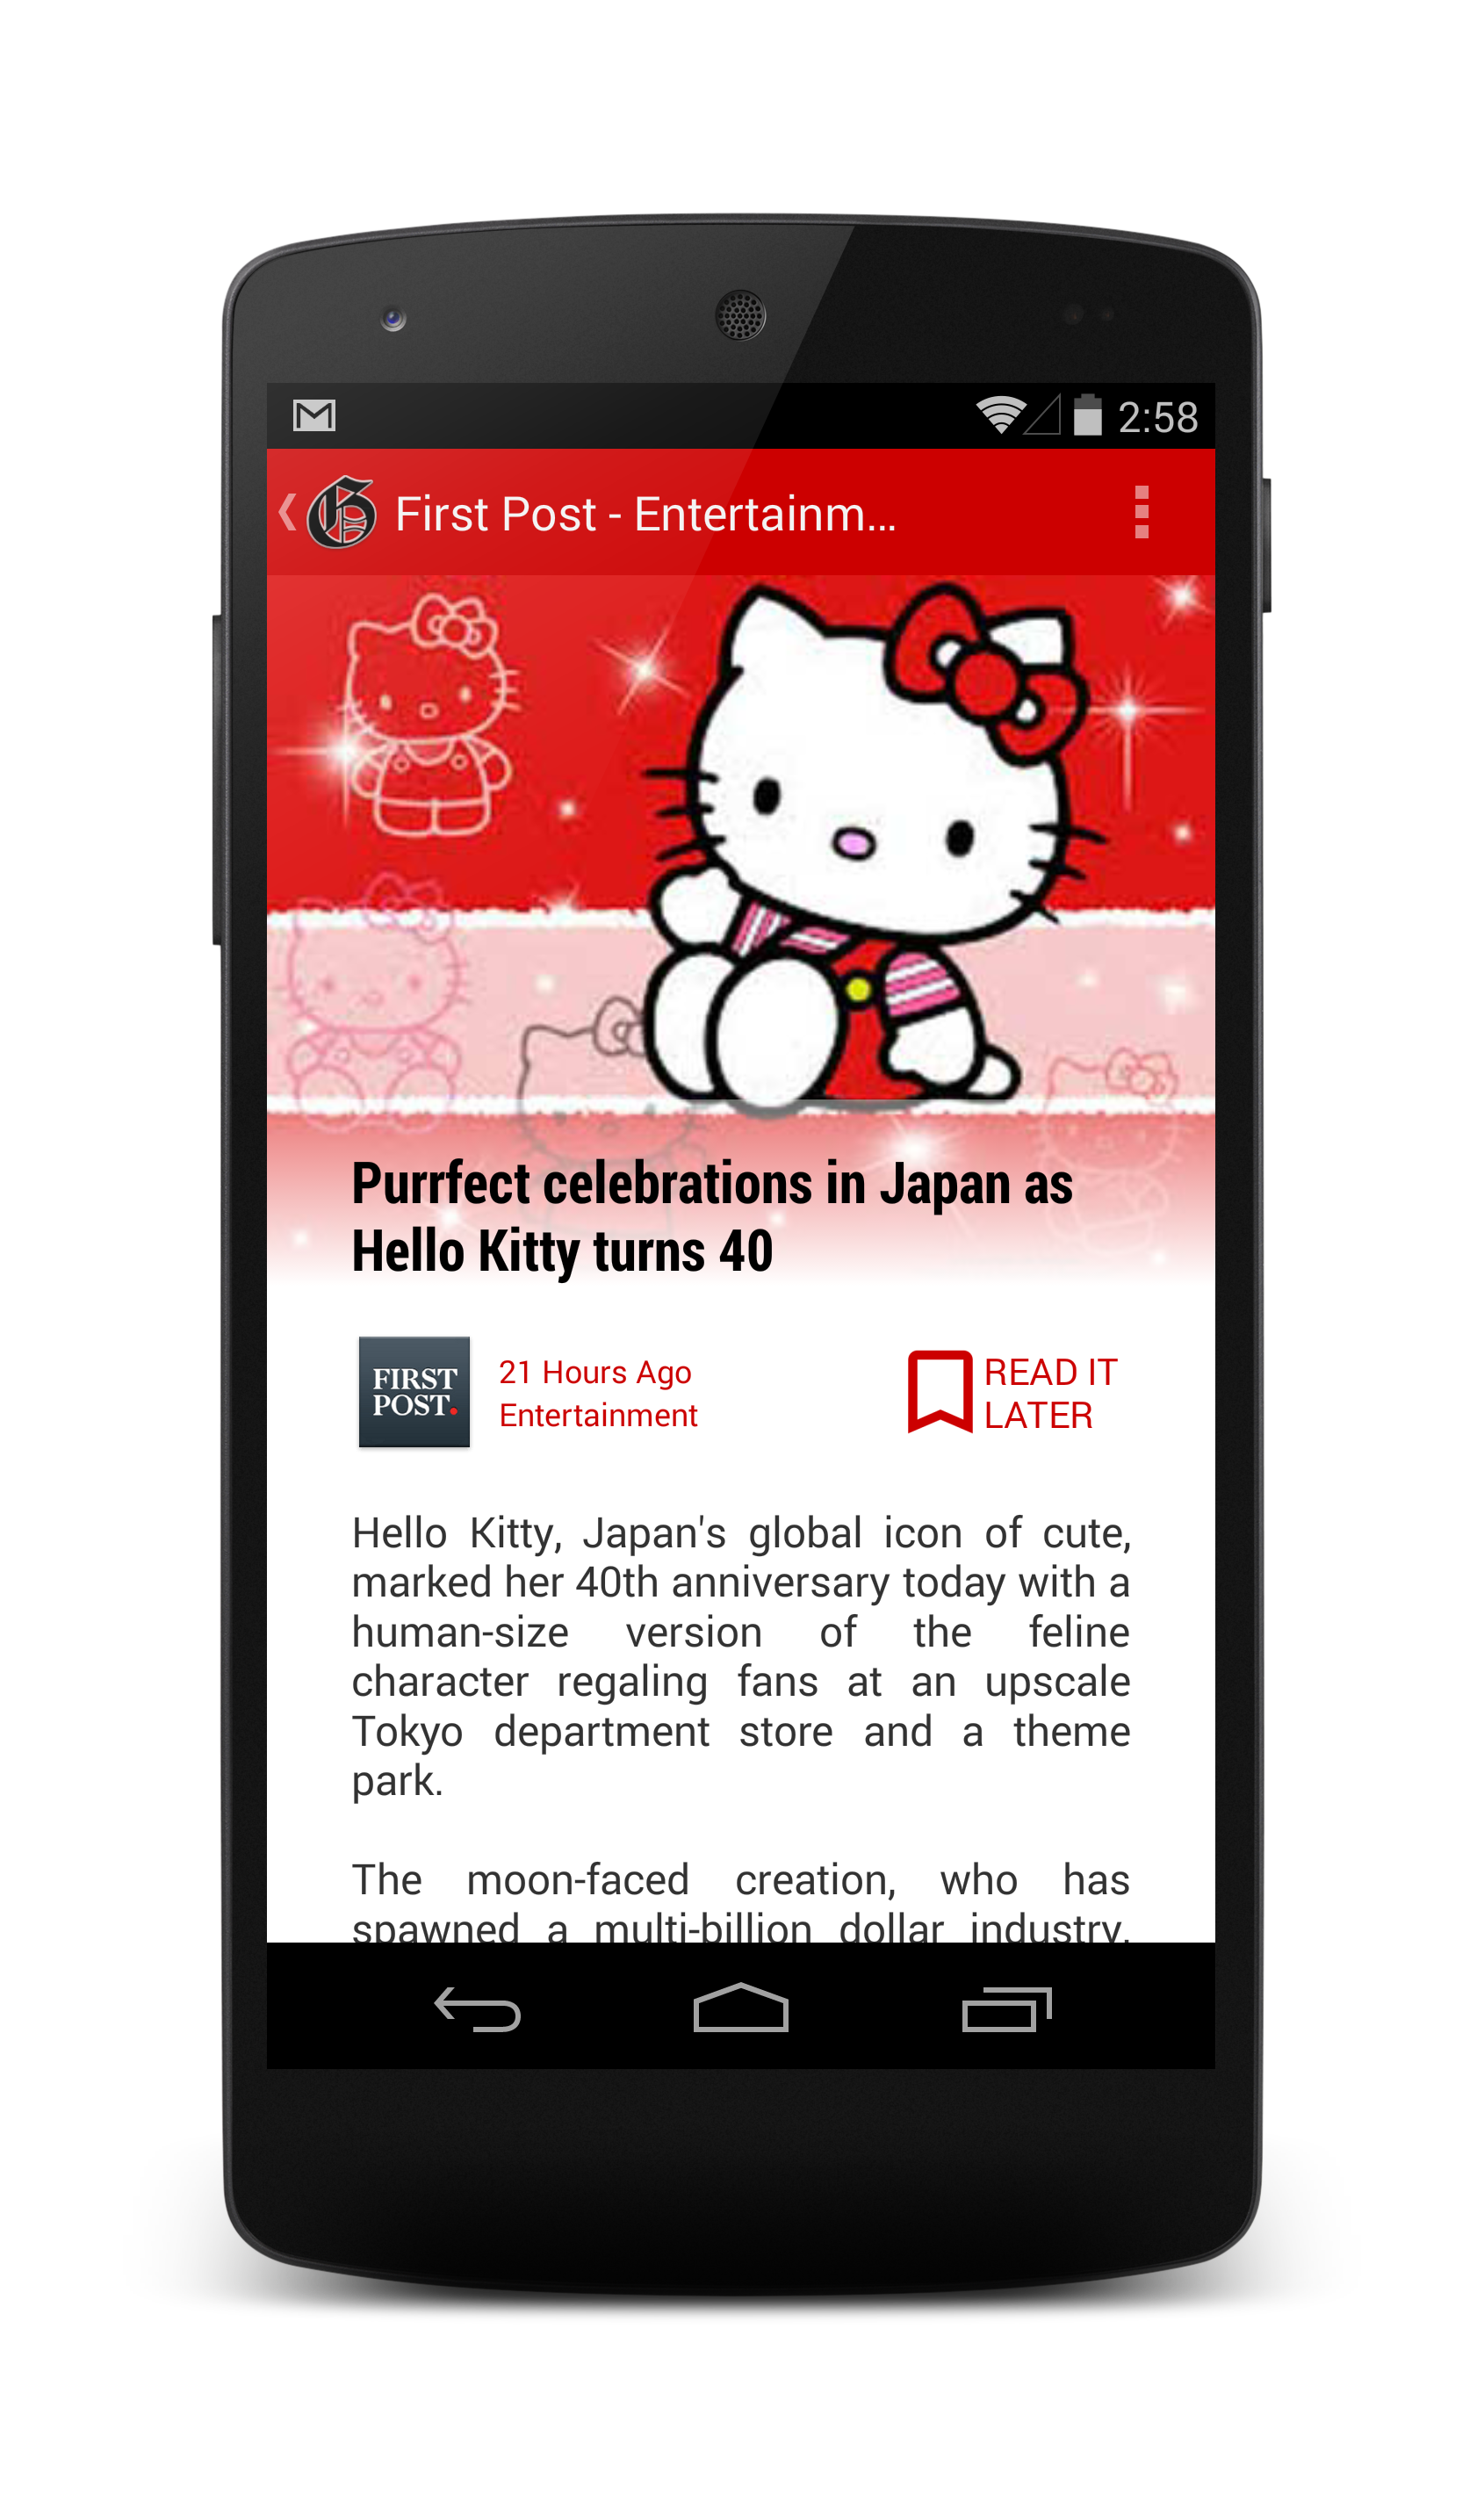 2:58
First Post - Entertainm...
Purrfect celebrations in Japan as
Hello Kitty turns 40
FIRST
POST.
21 Hours Ago
Entertainment
READ IT
LATER
Hello Kitty, Japan's global icon of cute,
marked her 40th anniversary today with a
human-size version of the feline
character regaling fans at an upscale
Tokyo department store and a theme
park.
The moon-faced creation, who has
spawned a multi-billion dollar industry,